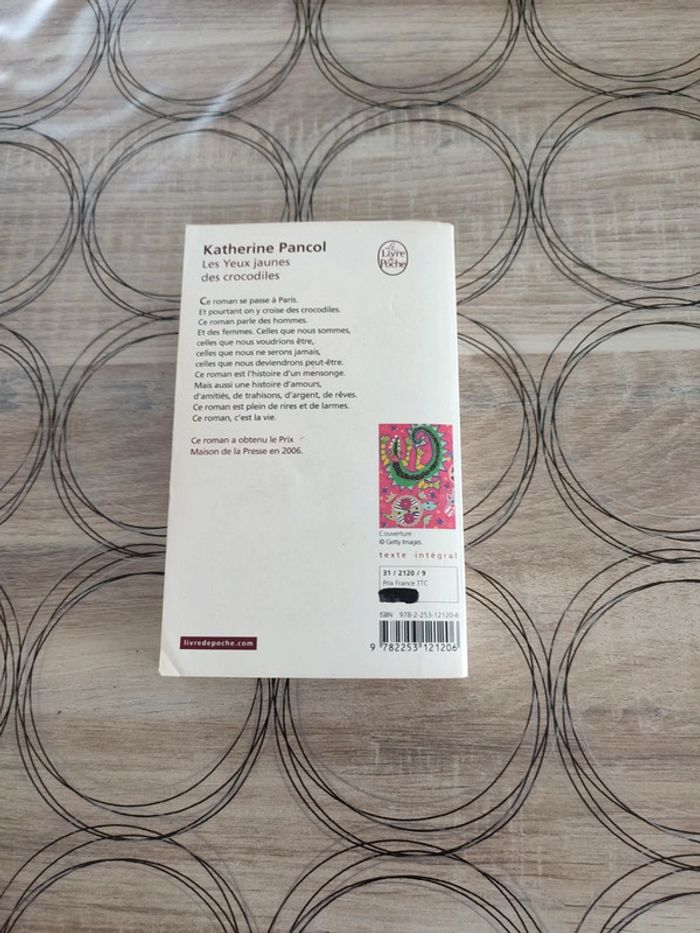 Katherine Pancol
Les Yeux jaunes
des crocodiles
Le
Livre
de
Poche
Ce roman se passe à Paris.
Et pourtant on y croise des crocodiles.
Ce roman parle des hommes.
Et des femmes. Celles que nous sommes,
celles que nous voudrions être,
celles que nous ne serons jamais,
celles que nous deviendrons peut-être.
Ce roman est l'histoire d'un mensonge.
Mais aussi une histoire d'amours,
d'amitiés, de trahisons, d'argent, de rêves.
Ce roman est plein de rires et de larmes.
Ce roman, c'est la vie.
Ce roman a obtenu le Prix
Maison de la Presse en 2006.
Couverture :
© Getty Images.
texte intégral
31 / 2120 / 9
Prix France TTC
ISBN 978-2-253-12120-6
9 782253 121206
livredepoche.com